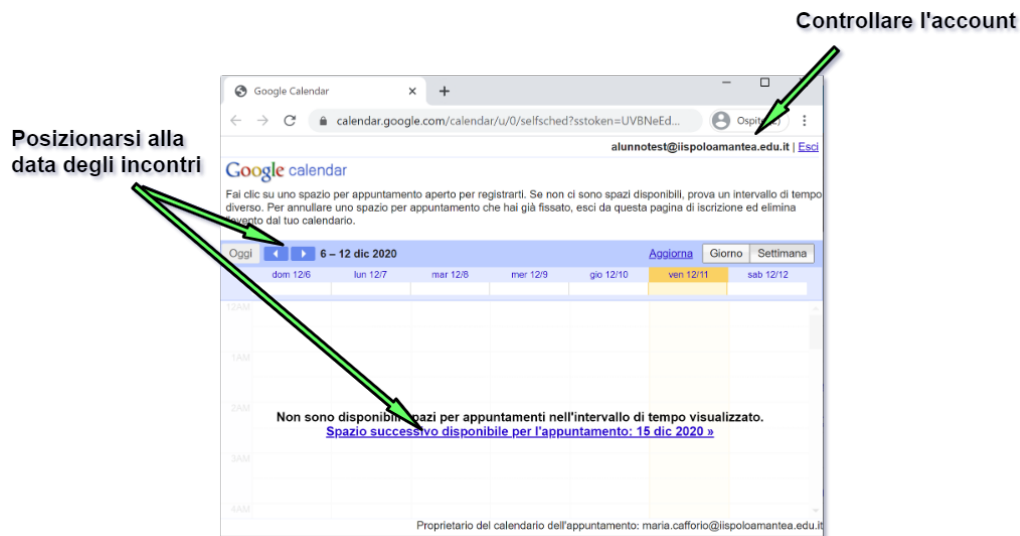 Controllare l'account
Posizionarsi alla
data degli incontri
Google Calendar
calendar.google.com/calendar/u/0/selfsched?sstoken=UVBNeEd...
alunnotest@iispoloamantea.edu.it | Esci
Google calendar
Fai clic su uno spazio per appuntamento aperto per registrarti. Se non ci sono spazi disponibili, prova un intervallo di tempo
diverso. Per annullare uno spazio per appuntamento che hai già fissato, esci da questa pagina di iscrizione ed elimina
l'evento dal tuo calendario.
Oggi 6 – 12 dic 2020 Aggiorna Giorno Settimana
dom 12/6 lun 12/7 mar 12/8 mer 12/9 gio 12/10 ven 12/11 sab 12/12
12AM
1AM
2AM
Non sono disponibili spazi per appuntamenti nell'intervallo di tempo visualizzato.
Spazio successivo disponibile per l'appuntamento: 15 dic 2020 »
3AM
4AM
Proprietario del calendario dell'appuntamento: maria.cafforio@iispoloamantea.edu.it